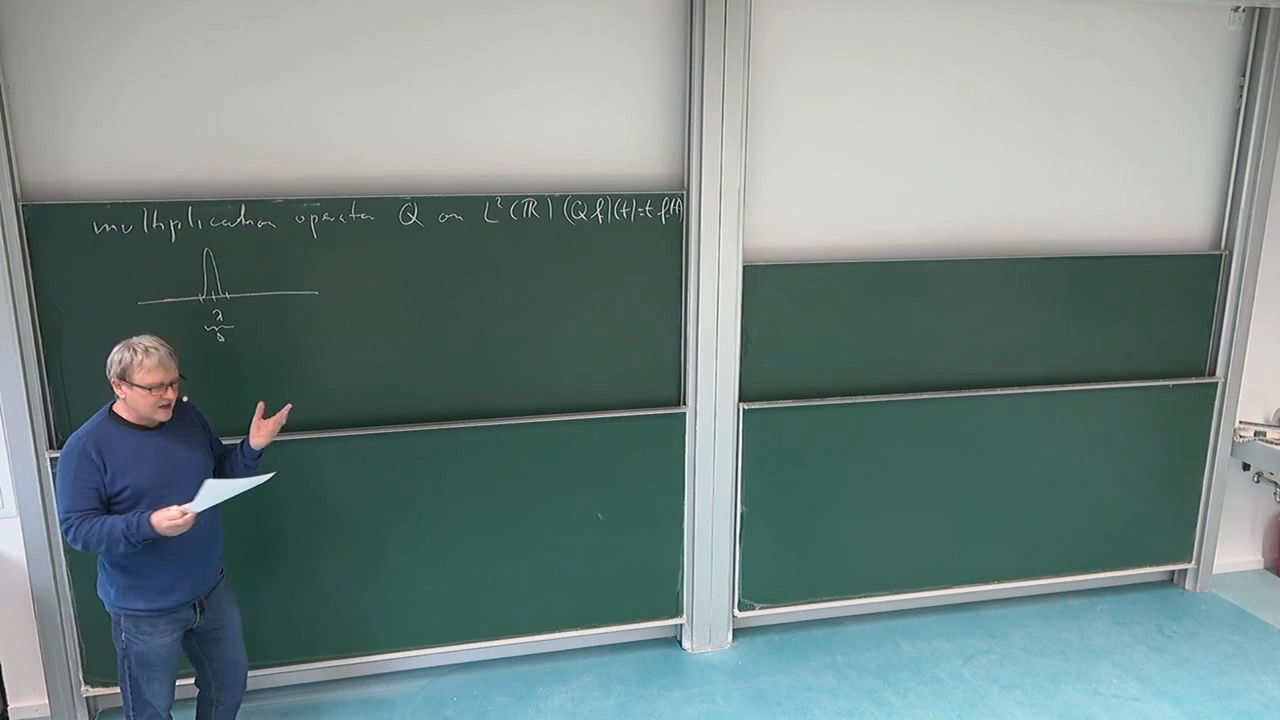 multiplication operator Q on L²(ℝ) (Qf)(t)=t f(t)
λ